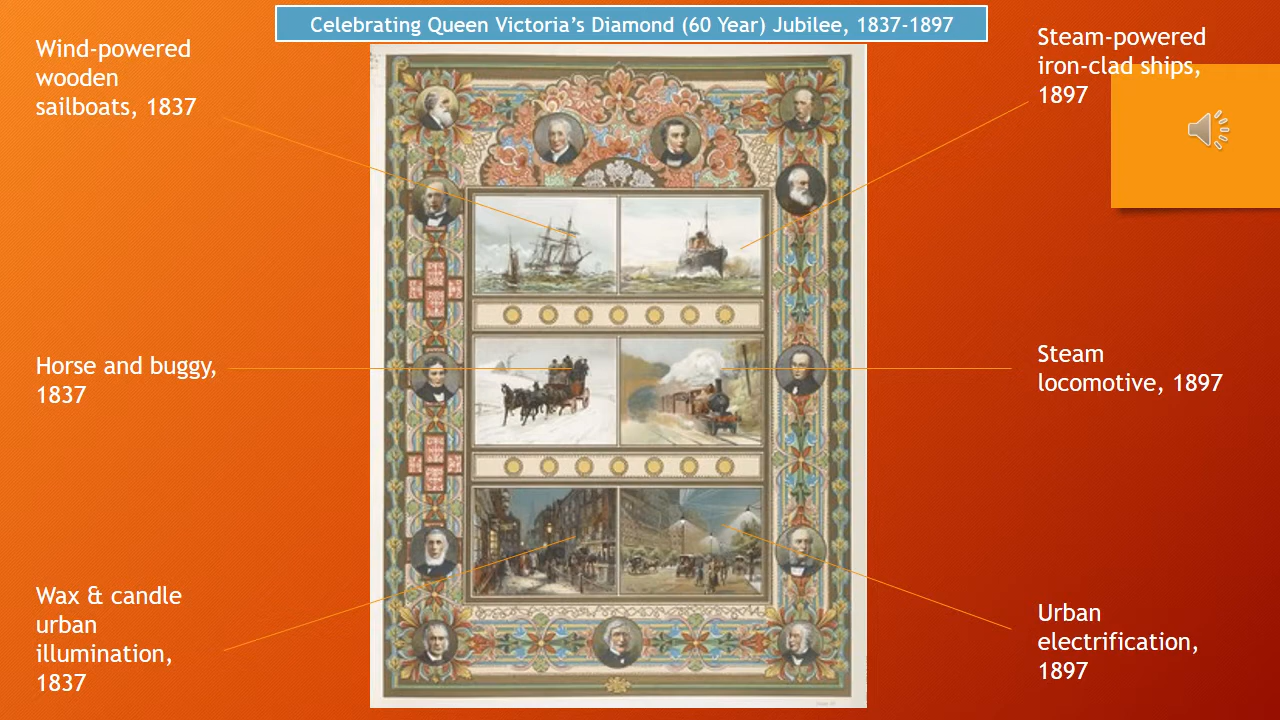 Celebrating Queen Victoria’s Diamond (60 Year) Jubilee, 1837-1897
Wind-powered
wooden
sailboats, 1837
Steam-powered
iron-clad ships,
1897
Horse and buggy,
1837
Steam
locomotive, 1897
Wax & candle
urban
illumination,
1837
Urban
electrification,
1897